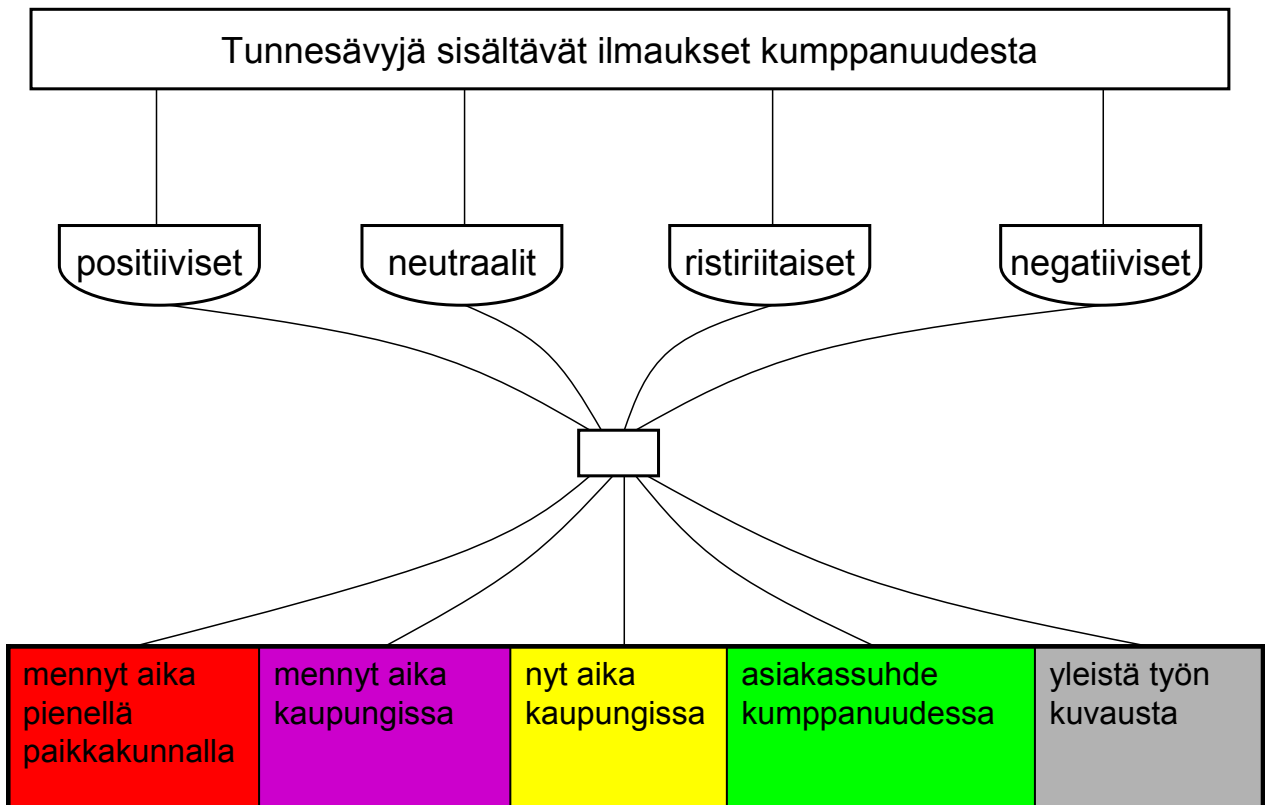 Tunnesävyjä sisältävät ilmaukset kumppanuudesta
positiiviset
neutraalit
ristiriitaiset
negatiiviset
mennyt aika
pienellä
paikkakunnalla
mennyt aika
kaupungissa
nyt aika
kaupungissa
asiakassuhde
kumppanuudessa
yleistä työn
kuvausta